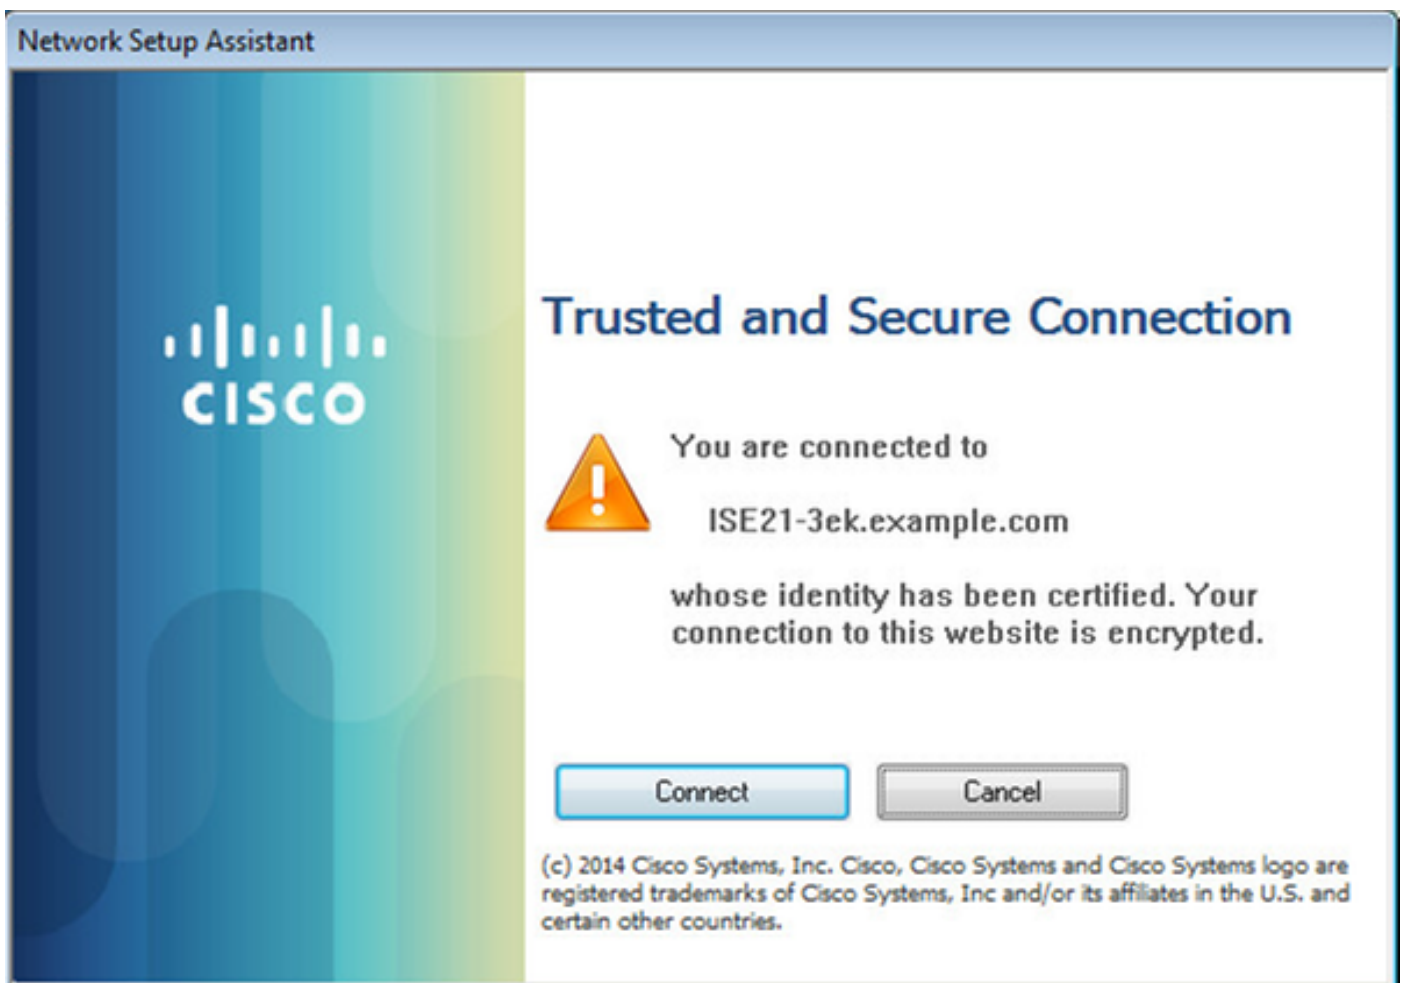 Network Setup Assistant
CISCO
Trusted and Secure Connection
You are connected to
ISE21-3ek.example.com
whose identity has been certified. Your
connection to this website is encrypted.
Connect
Cancel
(c) 2014 Cisco Systems, Inc. Cisco, Cisco Systems and Cisco Systems logo are
registered trademarks of Cisco Systems, Inc and/or its affiliates in the U.S. and
certain other countries.